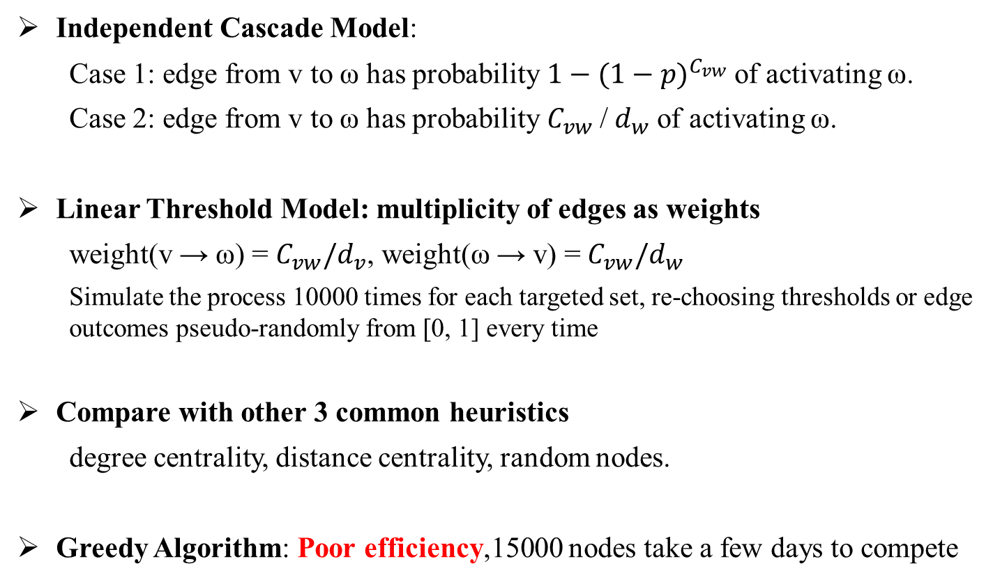 ➢ Independent Cascade Model:
Case 1: edge from v to ω has probability 1 − (1 − p)^{C_{vw}} of activating ω.
Case 2: edge from v to ω has probability C_{vw} / d_w of activating ω.
➢ Linear Threshold Model: multiplicity of edges as weights
weight(v → ω) = C_{vw}/d_v, weight(ω → v) = C_{vw}/d_w
Simulate the process 10000 times for each targeted set, re-choosing thresholds or edge
outcomes pseudo-randomly from [0, 1] every time
➢ Compare with other 3 common heuristics
degree centrality, distance centrality, random nodes.
➢ Greedy Algorithm: Poor efficiency,15000 nodes take a few days to compete